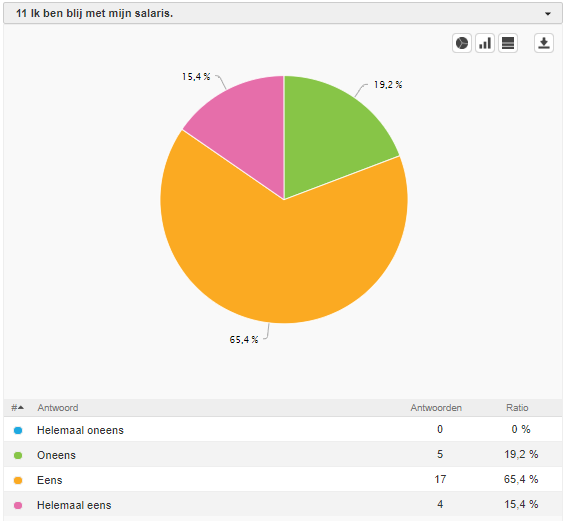 11 Ik ben blij met mijn salaris.
15,4 %
19,2 %
65,4 %
# Antwoord Antwoorden Ratio
Helemaal oneens 0 0 %
Oneens 5 19,2 %
Eens 17 65,4 %
Helemaal eens 4 15,4 %